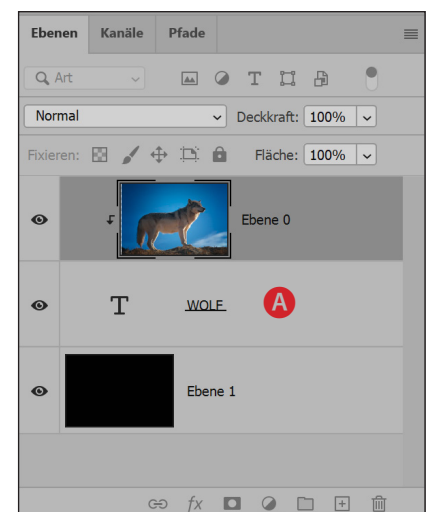 Ebenen Kanäle Pfade
Art T
Normal Deckkraft: 100%
Fixieren: Fläche: 100%
Ebene 0
T WOLF A
Ebene 1
fx